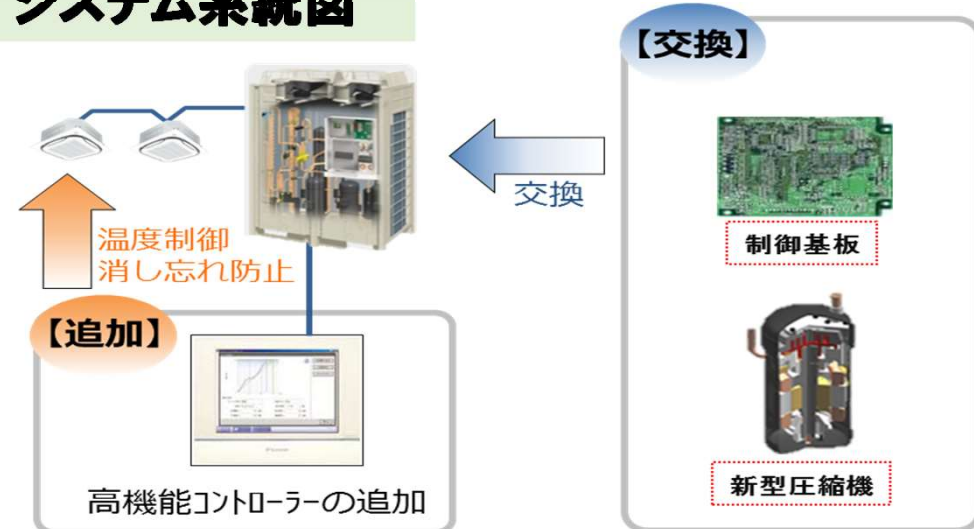 システム系統図
【交換】
交換
制御基板
温度制御
消し忘れ防止
【追加】
高機能コントローラーの追加
新型圧縮機